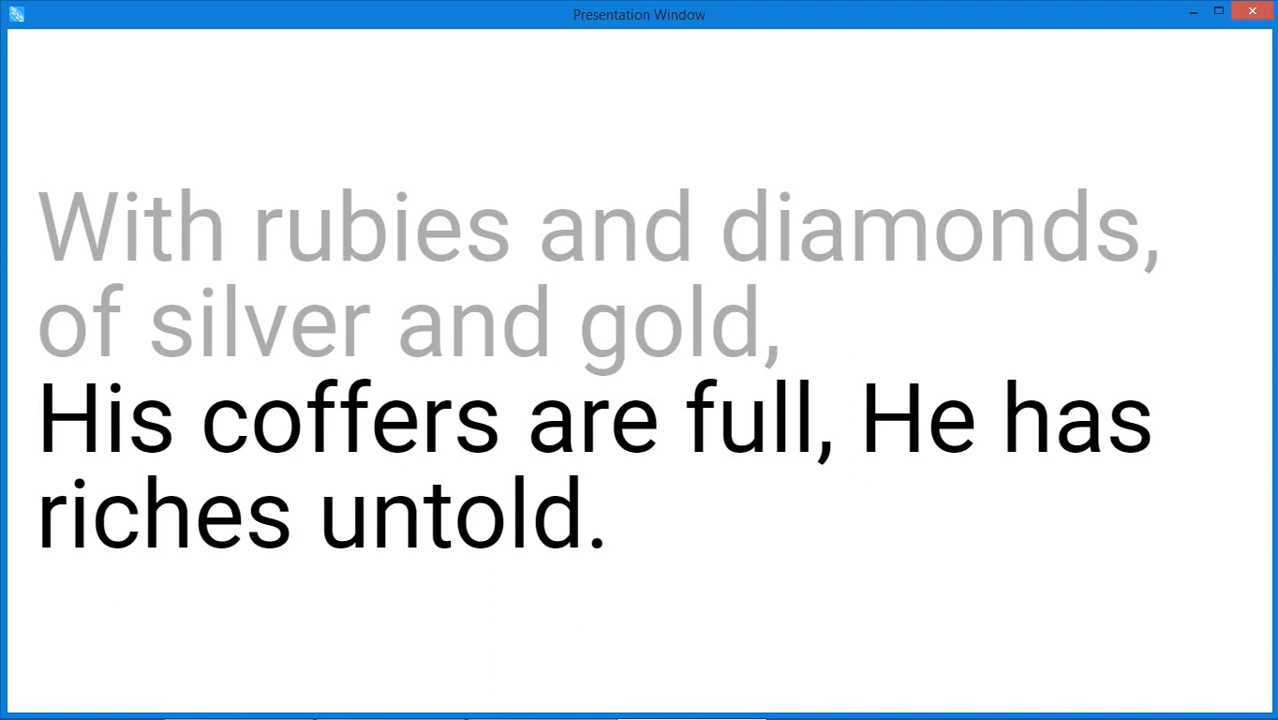 Presentation Window
With rubies and diamonds,
of silver and gold,
His coffers are full, He has
riches untold.